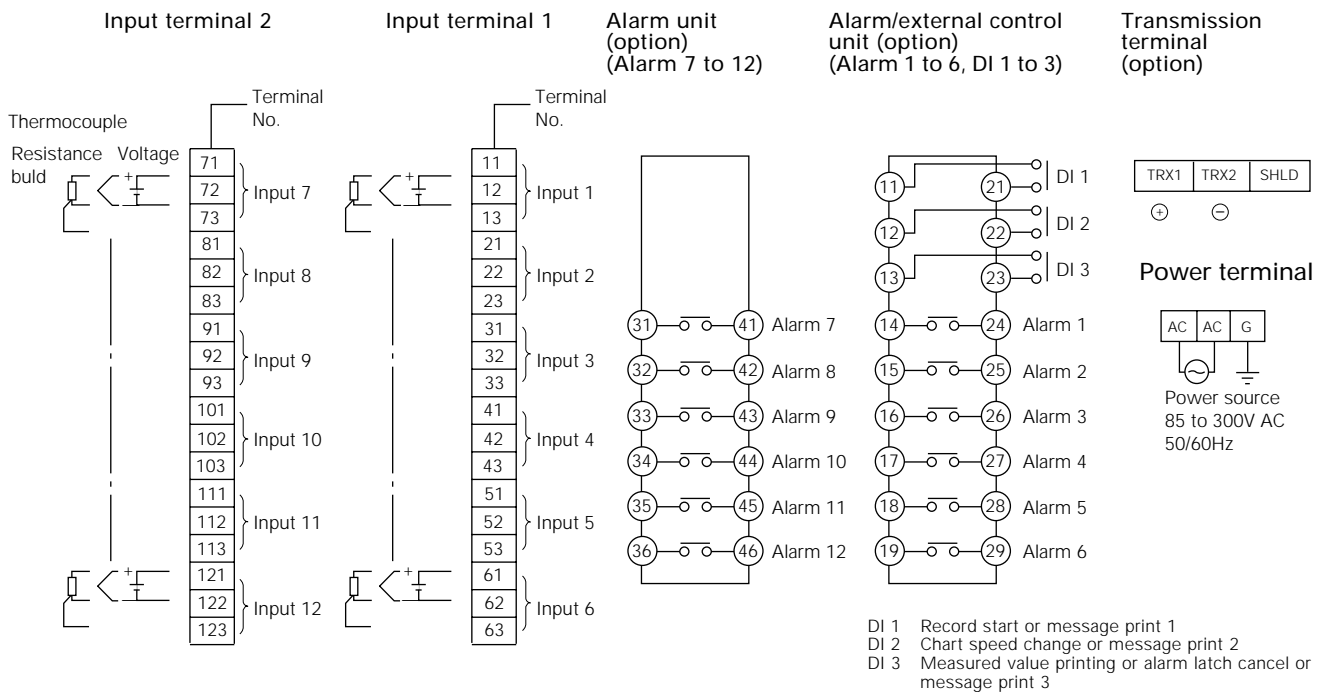 Input terminal 2
Input terminal 1
Alarm unit
(option)
(Alarm 7 to 12)
Alarm/external control
unit (option)
(Alarm 1 to 6, DI 1 to 3)
Transmission
terminal
(option)
Thermocouple
Resistance
buld
Voltage
+
Terminal
No.
71
72
73
Input 7
81
82
83
Input 8
91
92
93
Input 9
101
102
103
Input 10
111
112
113
Input 11
+
121
122
123
Input 12
Terminal
No.
+
11
12
13
Input 1
21
22
23
Input 2
31
32
33
Input 3
41
42
43
Input 4
51
52
53
Input 5
+
61
62
63
Input 6
31 41 Alarm 7
32 42 Alarm 8
33 43 Alarm 9
34 44 Alarm 10
35 45 Alarm 11
36 46 Alarm 12
11 21 DI 1
12 22 DI 2
13 23 DI 3
14 24 Alarm 1
15 25 Alarm 2
16 26 Alarm 3
17 27 Alarm 4
18 28 Alarm 5
19 29 Alarm 6
TRX1 TRX2 SHLD
+ −
Power terminal
AC AC G
Power source
85 to 300V AC
50/60Hz
DI 1 Record start or message print 1
DI 2 Chart speed change or message print 2
DI 3 Measured value printing or alarm latch cancel or
message print 3